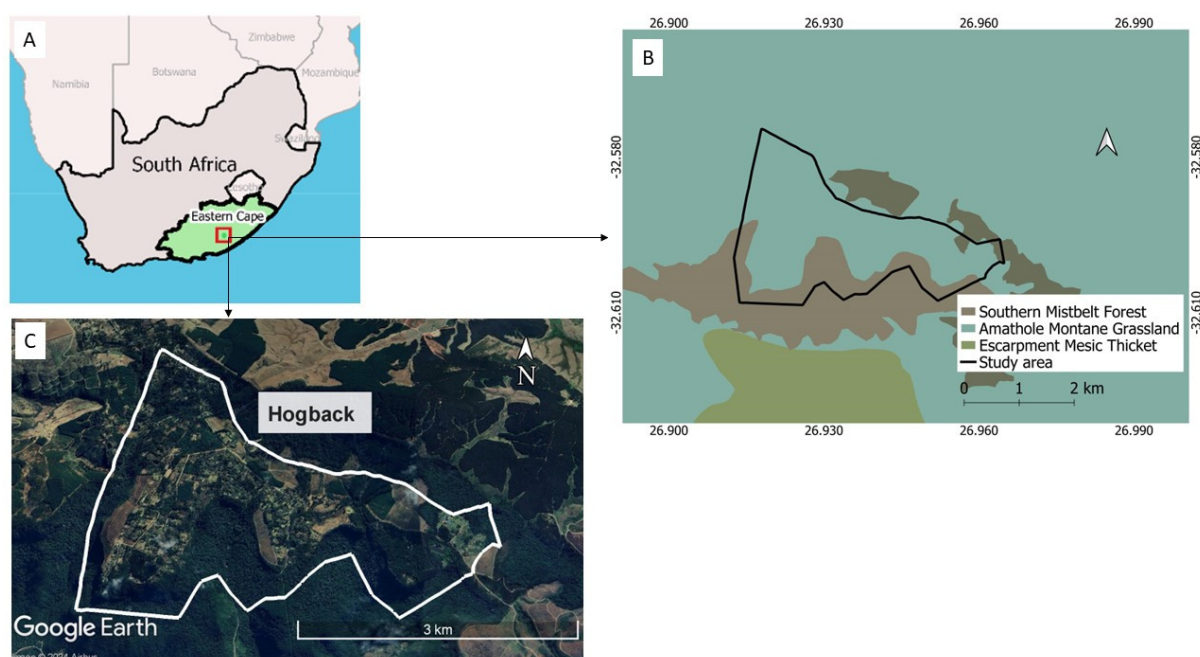 A
Zimbabwe
Botswana
Mozambique
Namibia
South Africa
Lesotho
Eastern Cape
26.900 26.930 26.960 26.990
B
-32.580 -32.580
-32.610 -32.610
Southern Mistbelt Forest
Amathole Montane Grassland
Escarpment Mesic Thicket
Study area
0 1 2 km
26.900 26.930 26.960 26.990
C
N
Hogback
Google Earth
3 km